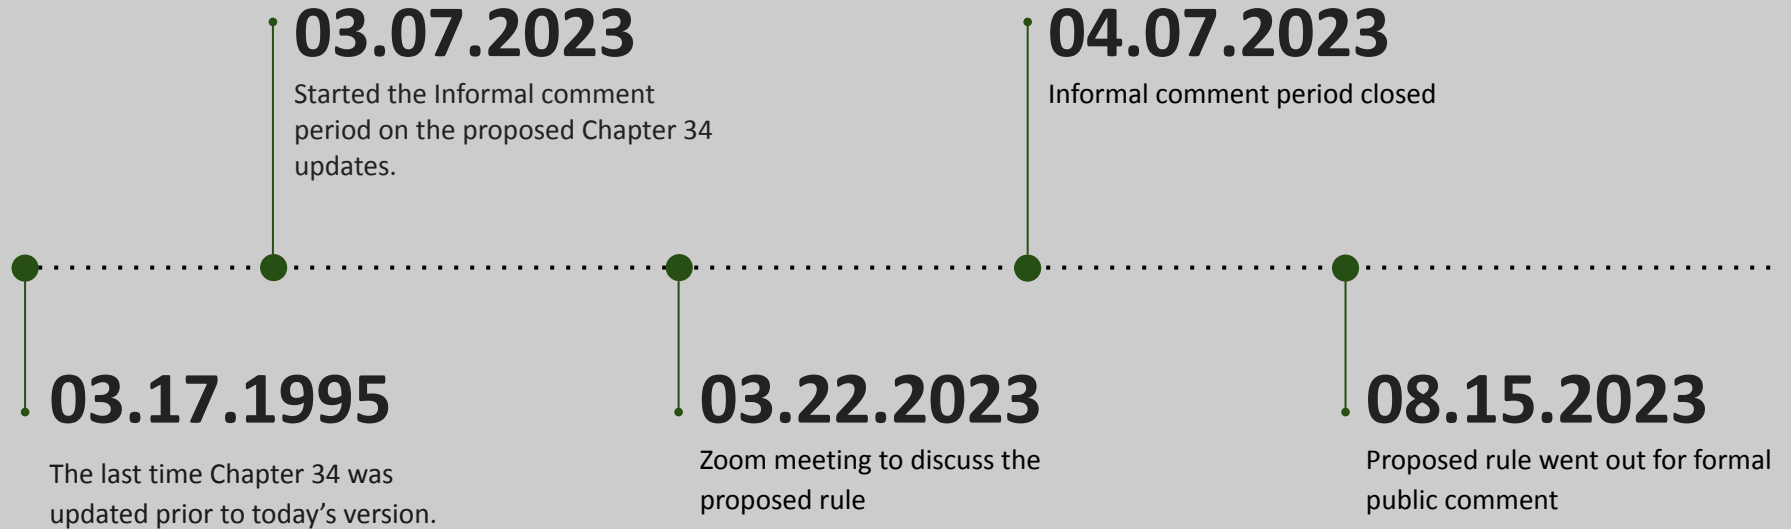 03.07.2023
Started the Informal comment
period on the proposed Chapter 34
updates.
04.07.2023
Informal comment period closed
03.17.1995
The last time Chapter 34 was
updated prior to today’s version.
03.22.2023
Zoom meeting to discuss the
proposed rule
08.15.2023
Proposed rule went out for formal
public comment